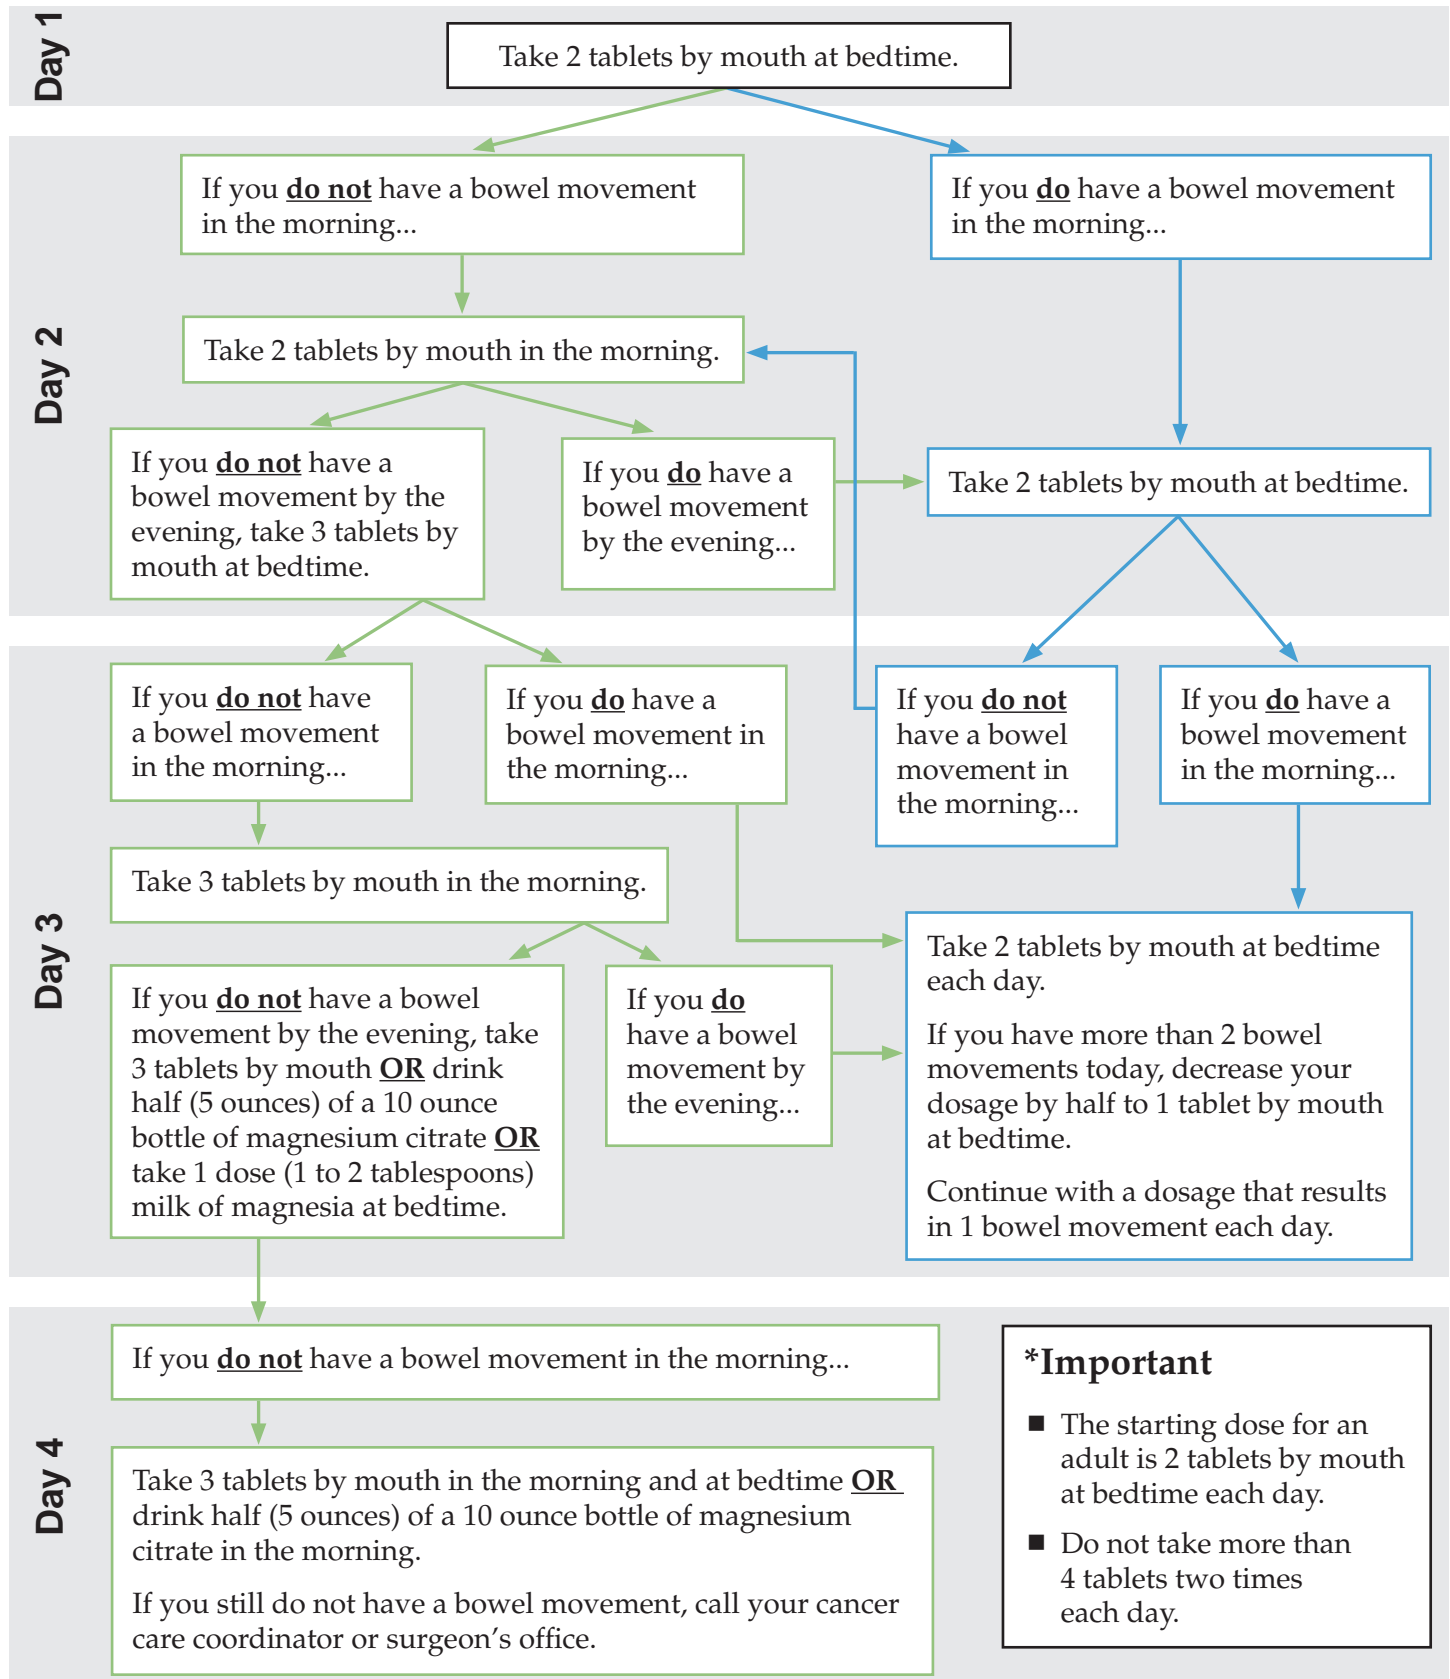 Day 1
Take 2 tablets by mouth at bedtime.
Day 2
If you do not have a bowel movement
in the morning...
If you do have a bowel movement
in the morning...
Take 2 tablets by mouth in the morning.
If you do not have a
bowel movement by the
evening, take 3 tablets by
mouth at bedtime.
If you do have a
bowel movement
by the evening...
Take 2 tablets by mouth at bedtime.
Day 3
If you do not have
a bowel movement
in the morning...
If you do have a
bowel movement in
the morning...
If you do not
have a bowel
movement in
the morning...
If you do have a
bowel movement
in the morning...
Take 3 tablets by mouth in the morning.
If you do not have a bowel
movement by the evening, take
3 tablets by mouth OR drink
half (5 ounces) of a 10 ounce
bottle of magnesium citrate OR
take 1 dose (1 to 2 tablespoons)
milk of magnesia at bedtime.
If you do
have a bowel
movement by
the evening...
Take 2 tablets by mouth at bedtime
each day.
If you have more than 2 bowel
movements today, decrease your
dosage by half to 1 tablet by mouth
at bedtime.
Continue with a dosage that results
in 1 bowel movement each day.
Day 4
If you do not have a bowel movement in the morning...
Take 3 tablets by mouth in the morning and at bedtime OR
drink half (5 ounces) of a 10 ounce bottle of magnesium
citrate in the morning.
If you still do not have a bowel movement, call your cancer
care coordinator or surgeon's office.
*Important
■ The starting dose for an
adult is 2 tablets by mouth
at bedtime each day.
■ Do not take more than
4 tablets two times
each day.